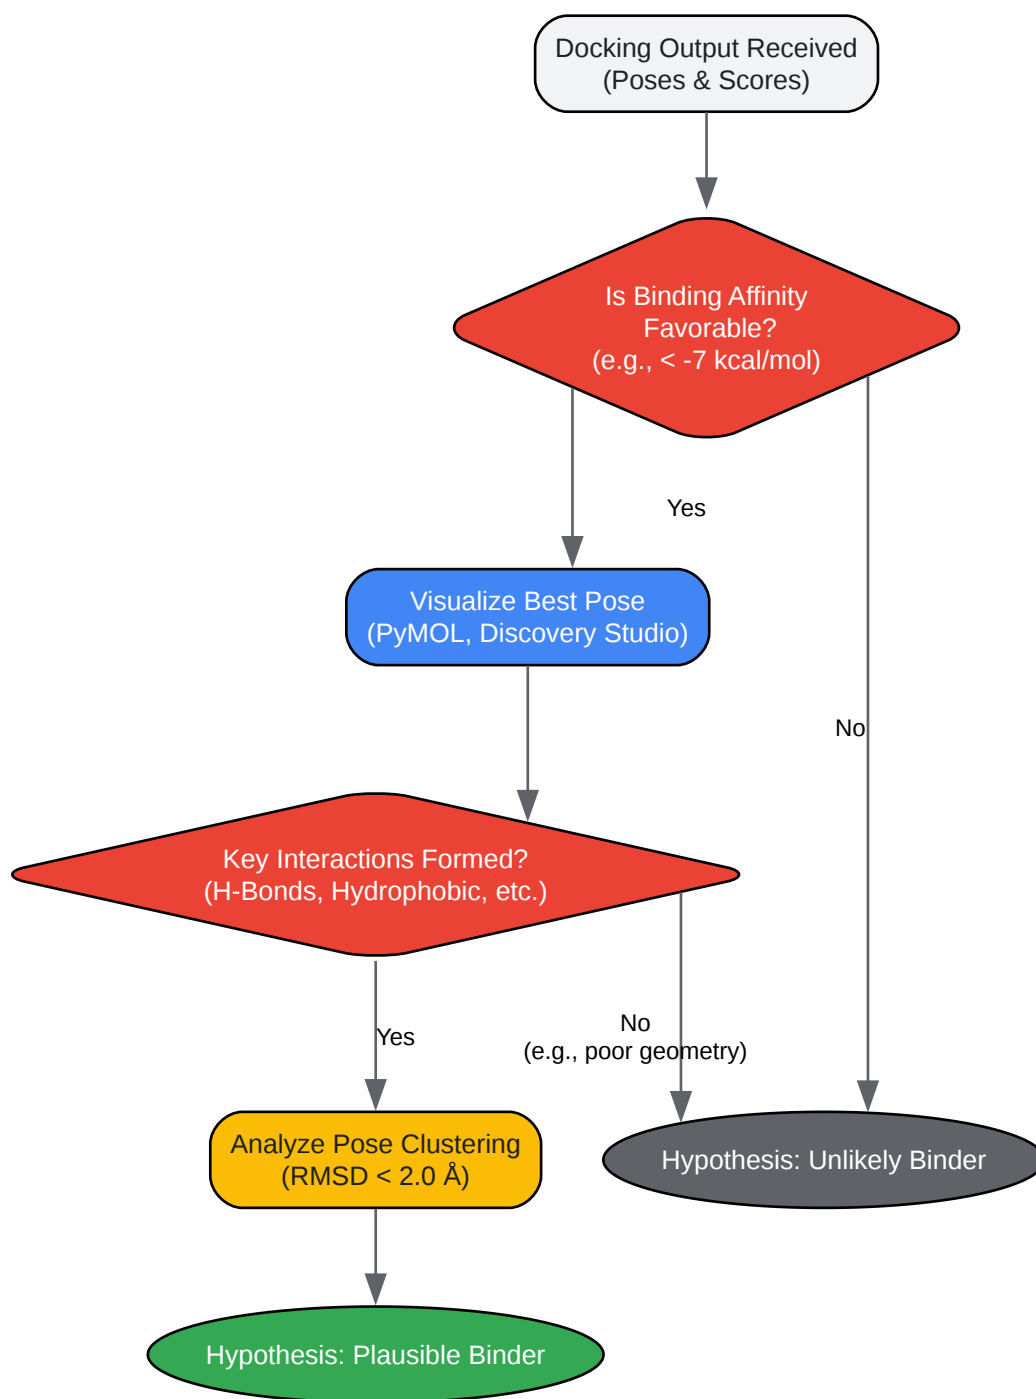 Docking Output Received
(Poses & Scores)
Is Binding Affinity
Favorable?
(e.g., < -7 kcal/mol)
Yes
Visualize Best Pose
(PyMOL, Discovery Studio)
No
Key Interactions Formed?
(H-Bonds, Hydrophobic, etc.)
Yes
No
(e.g., poor geometry)
Analyze Pose Clustering
(RMSD < 2.0 Å)
Hypothesis: Unlikely Binder
Hypothesis: Plausible Binder